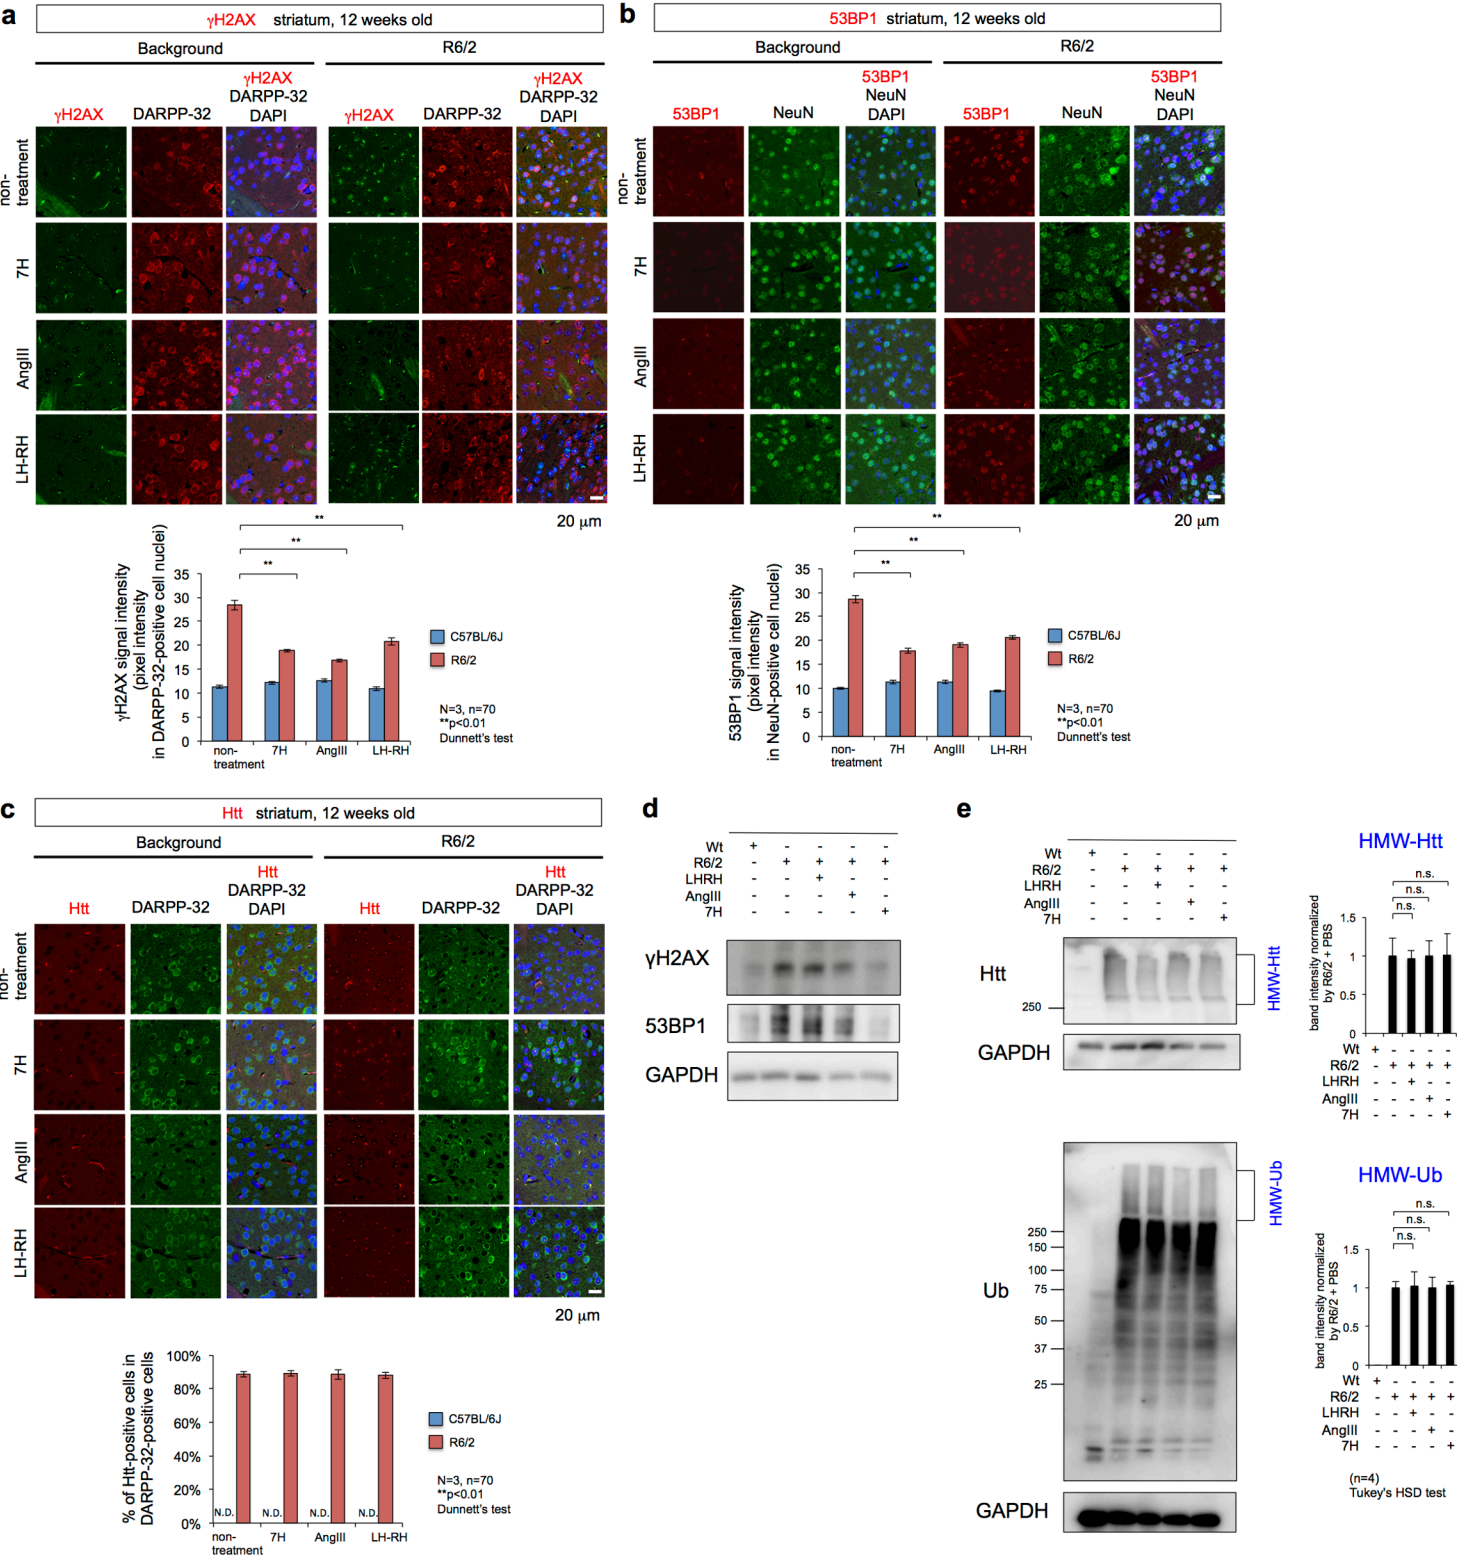 a
γH2AX striatum, 12 weeks old
Background
R6/2
γH2AX
DARPP-32
γH2AX
DARPP-32
DAPI
γH2AX
DARPP-32
γH2AX
DARPP-32
DAPI
non-
treatment
7H
AngIII
LH-RH
20 μm
**
**
**
γH2AX signal intensity
(pixel intensity
in DARPP-32-positive cell nuclei)
35
30
25
20
15
10
5
0
non-
treatment
7H
AngIII
LH-RH
C57BL/6J
R6/2
N=3, n=70
**p<0.01
Dunnett's test
b
53BP1 striatum, 12 weeks old
Background
R6/2
53BP1
NeuN
53BP1
NeuN
DAPI
53BP1
NeuN
53BP1
NeuN
DAPI
non-
treatment
7H
AngIII
LH-RH
20 μm
**
**
**
53BP1 signal intensity
(pixel intensity
in NeuN-positive cell nuclei)
35
30
25
20
15
10
5
0
non-
treatment
7H
AngIII
LH-RH
C57BL/6J
R6/2
N=3, n=70
**p<0.01
Dunnett's test
c
Htt striatum, 12 weeks old
Background
R6/2
Htt
DARPP-32
Htt
DARPP-32
DAPI
Htt
DARPP-32
Htt
DARPP-32
DAPI
non-
treatment
7H
AngIII
LH-RH
20 μm
% of Htt-positive cells in
DARPP-32-positive cells
100%
80%
60%
40%
20%
0%
N.D. N.D. N.D. N.D.
non-
treatment
7H
AngIII
LH-RH
C57BL/6J
R6/2
N=3, n=70
**p<0.01
Dunnett's test
d
Wt + - - - -
R6/2 - + + + +
LHRH - - + - -
AngIII - - - + -
7H - - - - +
γH2AX
53BP1
GAPDH
e
Wt + - - - -
R6/2 - + + + +
LHRH - - + - -
AngIII - - - + -
7H - - - - +
Htt
250
HMW-Htt
GAPDH
HMW-Htt
n.s.
n.s.
n.s.
band intensity normalized
by R6/2 + PBS
1.5
1
0.5
0
Wt + - - - -
R6/2 - + + + +
LHRH - - + - -
AngIII - - - + -
7H - - - - +
Ub
250
150
100
75
50
37
25
HMW-Ub
GAPDH
HMW-Ub
n.s.
n.s.
n.s.
band intensity normalized
by R6/2 + PBS
1.5
1
0.5
0
Wt + - - - -
R6/2 - + + + +
LHRH - - + - -
AngIII - - - + -
7H - - - - +
(n=4)
Tukey's HSD test